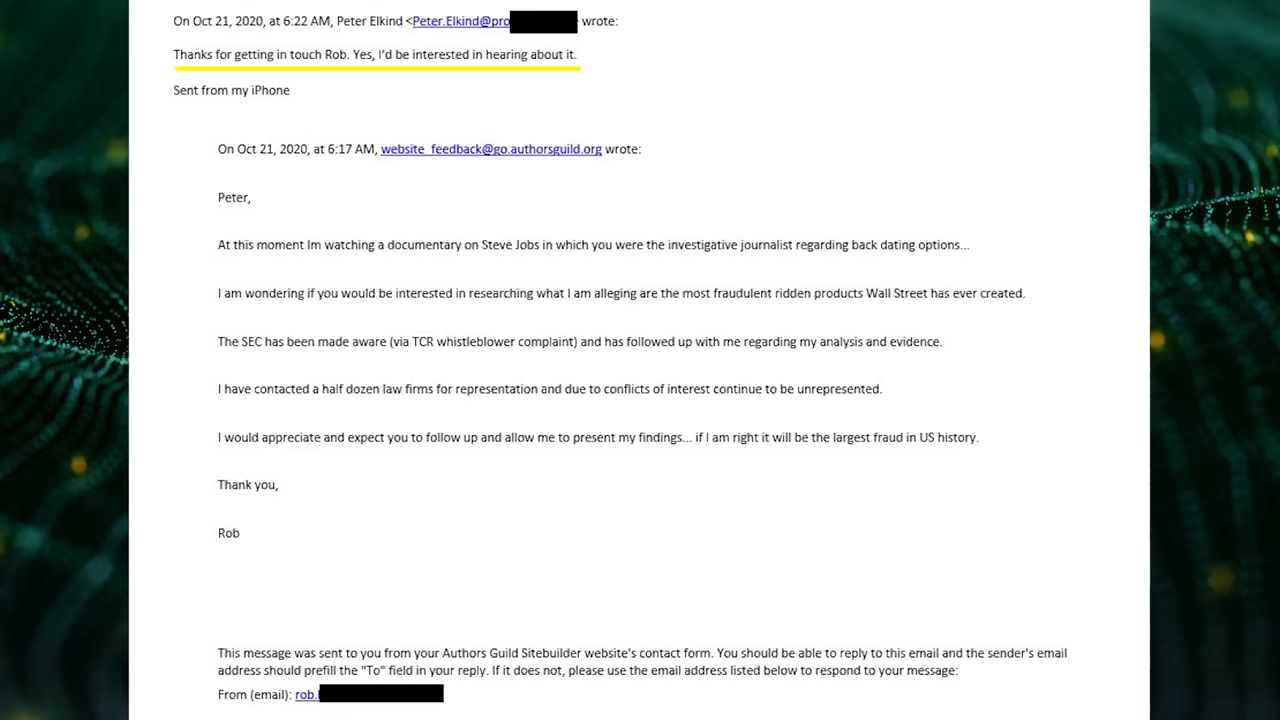 On Oct 21, 2020, at 6:22 AM, Peter Elkind <Peter.Elkind@pro wrote:
Thanks for getting in touch Rob. Yes, I'd be interested in hearing about it.
Sent from my iPhone
On Oct 21, 2020, at 6:17 AM, website_feedback@go.authorsguild.org wrote:
Peter,
At this moment Im watching a documentary on Steve Jobs in which you were the investigative journalist regarding back dating options...
I am wondering if you would be interested in researching what I am alleging are the most fraudulent ridden products Wall Street has ever created.
The SEC has been made aware (via TCR whistleblower complaint) and has followed up with me regarding my analysis and evidence.
I have contacted a half dozen law firms for representation and due to conflicts of interest continue to be unrepresented.
I would appreciate and expect you to follow up and allow me to present my findings... if I am right it will be the largest fraud in US history.
Thank you,
Rob
This message was sent to you from your Authors Guild Sitebuilder website's contact form. You should be able to reply to this email and the sender's email
address should prefill the "To" field in your reply. If it does not, please use the email address listed below to respond to your message:
From (email): rob.